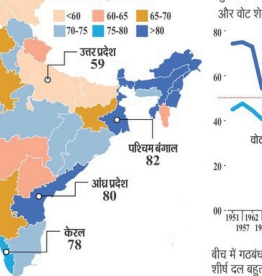 <60 60-65 65-70
70-75 75-80 >80
उत्तर प्रदेश
59
पश्चिम बंगाल
82
आंध्र प्रदेश
80
केरल
78
और वोट शे
80
60
40
वोट
20
00
1951 1962
1957 19
बीच में गठबंध
शीर्ष दल बहु